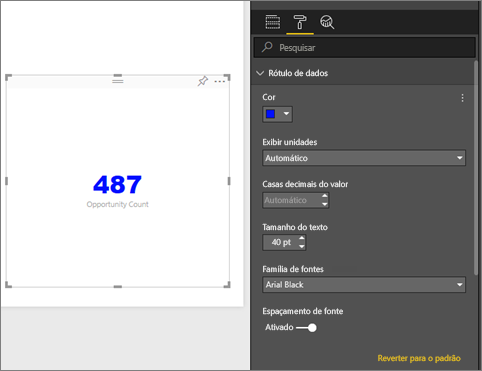 487
Opportunity Count
Pesquisar
Rótulo de dados
Cor
Exibir unidades
Automático
Casas decimais do valor
Automático
Tamanho do texto
40 pt
Família de fontes
Arial Black
Espaçamento de fonte
Ativado
Reverter para o padrão